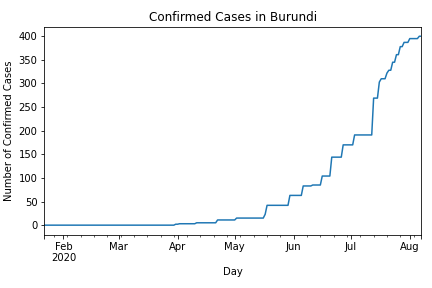 Confirmed Cases in Burundi
Number of Confirmed Cases
400
350
300
250
200
150
100
50
0
Feb Mar Apr May Jun Jul Aug
2020
Day